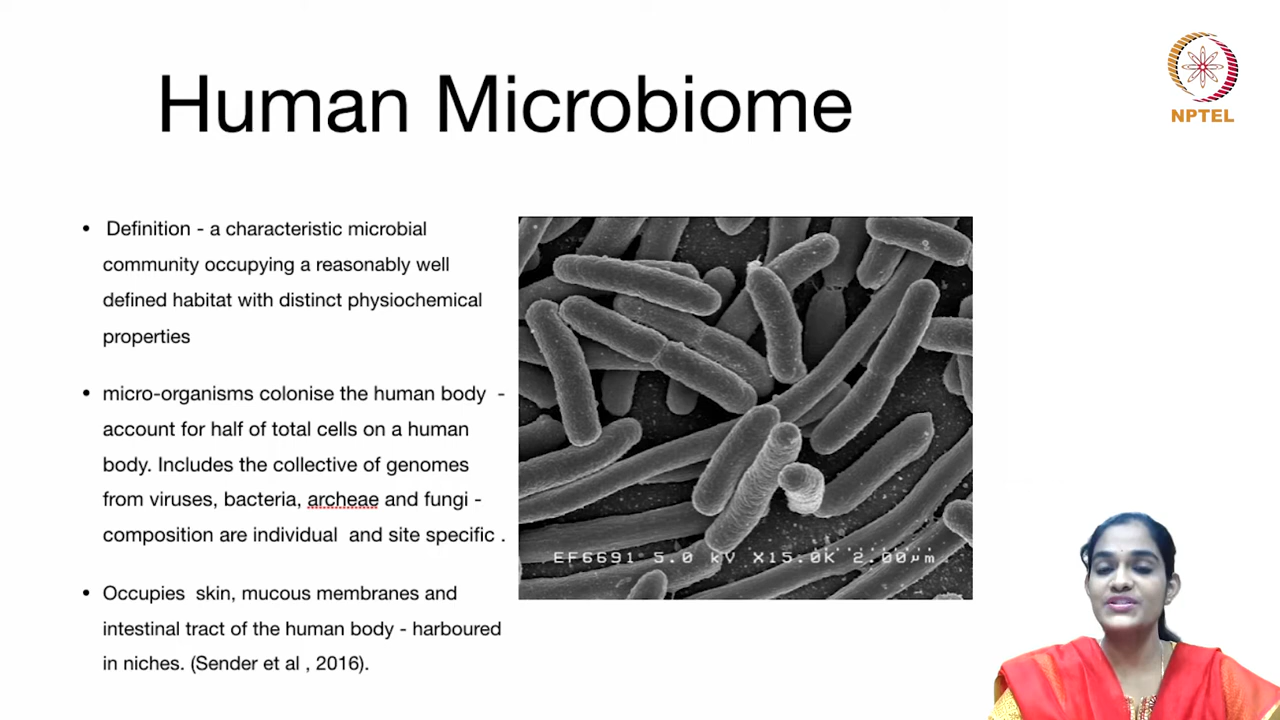 Human Microbiome
NPTEL
• Definition - a characteristic microbial
community occupying a reasonably well
defined habitat with distinct physiochemical
properties
• micro-organisms colonise the human body -
account for half of total cells on a human
body. Includes the collective of genomes
from viruses, bacteria, archeae and fungi -
composition are individual and site specific .
• Occupies skin, mucous membranes and
intestinal tract of the human body - harboured
in niches. (Sender et al , 2016).
EF6691 5.0 kV X15.0K 2.00µm